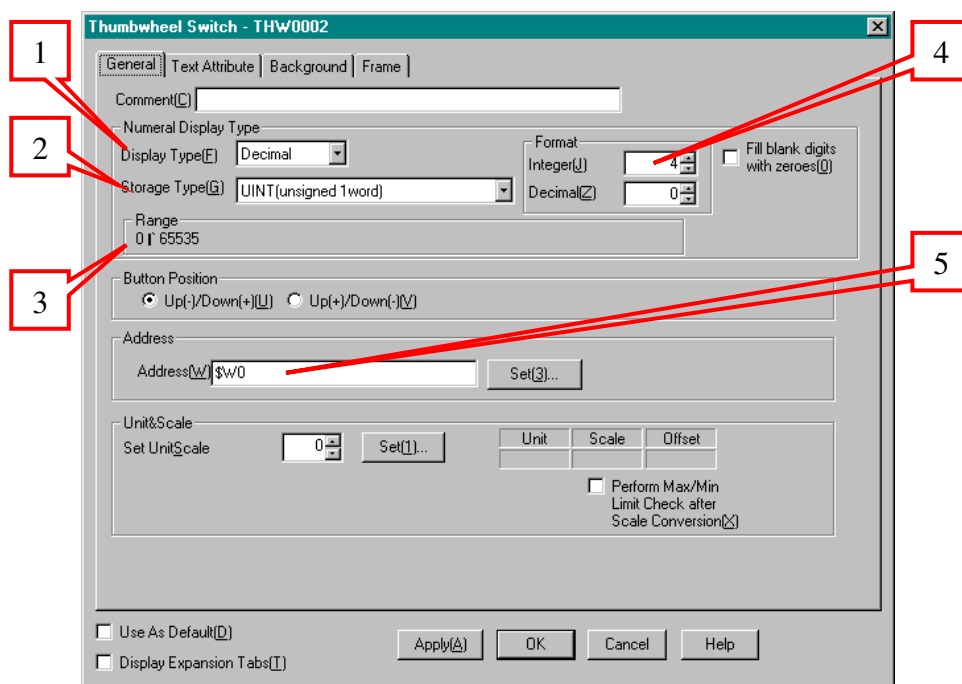 Thumbwheel Switch - THW0002
1
4
General Text Attribute Background Frame
Comment(C)
Numeral Display Type
2
Display Type(F) Decimal
Format
Integer(J) 4
Fill blank digits
with zeroes(0)
Storage Type(G) UINT(unsigned 1word)
Decimal(Z) 0
Range
0 65535
5
3
Button Position
Up(-)/Down(+)(U) Up(+)/Down(-)(V)
Address
Address(W) $W0 Set(3)...
Unit&Scale
Set UnitScale 0 Set(1)...
Unit Scale Offset
Perform Max/Min
Limit Check after
Scale Conversion(X)
Use As Default(D)
Apply(A) OK Cancel Help
Display Expansion Tabs(T)